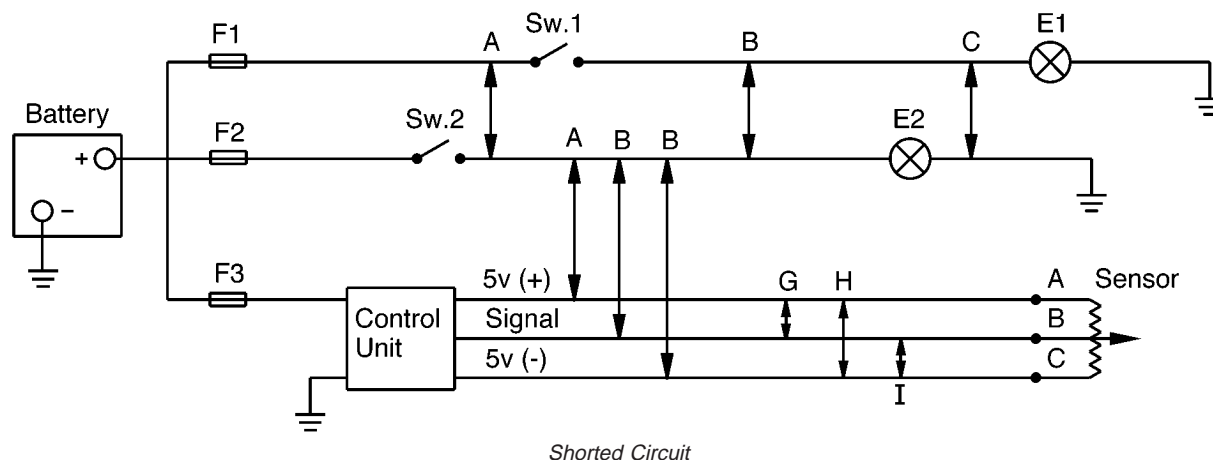 F1
A
Sw.1
B
C
E1
Battery
+
−
F2
Sw.2
A
B
B
E2
F3
5v (+)
G
H
A
Sensor
Control
Unit
Signal
B
5v (-)
C
I
Shorted Circuit